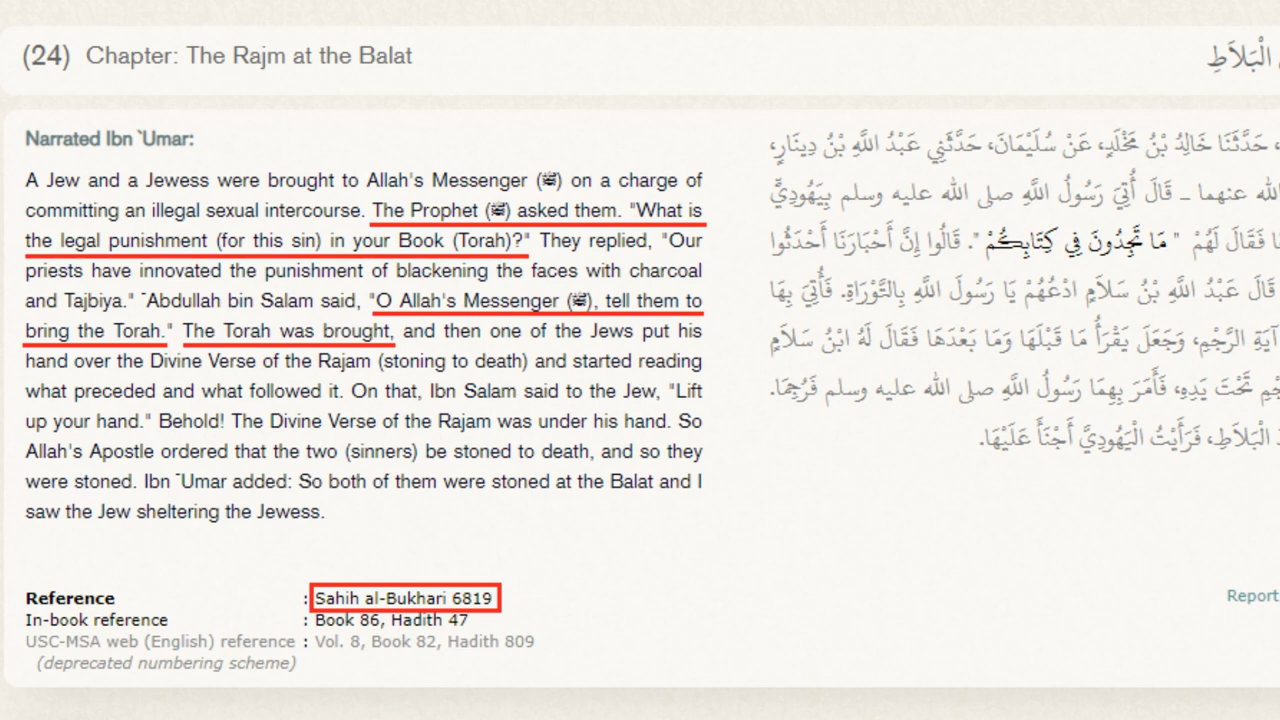 (24) Chapter: The Rajm at the Balat
الْبَلاَطِ
Narrated Ibn `Umar:
A Jew and a Jewess were brought to Allah's Messenger (ﷺ) on a charge of
committing an illegal sexual intercourse. The Prophet (ﷺ) asked them. "What is
the legal punishment (for this sin) in your Book (Torah)?" They replied, "Our
priests have innovated the punishment of blackening the faces with charcoal
and Tajbiya." `Abdullah bin Salam said, "O Allah's Messenger (ﷺ), tell them to
bring the Torah." The Torah was brought, and then one of the Jews put his
hand over the Divine Verse of the Rajam (stoning to death) and started reading
what preceded and what followed it. On that, Ibn Salam said to the Jew, "Lift
up your hand." Behold! The Divine Verse of the Rajam was under his hand. So
Allah's Apostle ordered that the two (sinners) be stoned to death, and so they
were stoned. Ibn `Umar added: So both of them were stoned at the Balat and I
saw the Jew sheltering the Jewess.
، حَدَّثَنَا خَالِدُ بْنُ مَخْلَدٍ، عَنْ سُلَيْمَانَ، حَدَّثَنِي عَبْدُ اللَّهِ بْنُ دِينَارٍ،
الله عنهما ـ قَالَ أُتِيَ رَسُولُ اللَّهِ صلى الله عليه وسلم بِيَهُودِيٍّ
فَقَالَ لَهُمْ ‏"‏ مَا تَجِدُونَ فِي كِتَابِكُمْ ‏"‏‏.‏ قَالُوا إِنَّ أَحْبَارَنَا أَحْدَثُوا
قَالَ عَبْدُ اللَّهِ بْنُ سَلاَمٍ ادْعُهُمْ يَا رَسُولَ اللَّهِ بِالتَّوْرَاةِ‏.‏ فَأُتِيَ بِهَا
آيَةِ الرَّجْمِ، وَجَعَلَ يَقْرَأُ مَا قَبْلَهَا وَمَا بَعْدَهَا فَقَالَ لَهُ ابْنُ سَلاَمٍ
تَحْتَ يَدِهِ، فَأَمَرَ بِهِمَا رَسُولُ اللَّهِ صلى الله عليه وسلم فَرُجِمَا‏.‏
الْبَلاَطِ، فَرَأَيْتُ الْيَهُودِيَّ أَجْنَأَ عَلَيْهَا‏.‏
Reference : Sahih al-Bukhari 6819
In-book reference : Book 86, Hadith 47
USC-MSA web (English) reference : Vol. 8, Book 82, Hadith 809
(deprecated numbering scheme)
Report